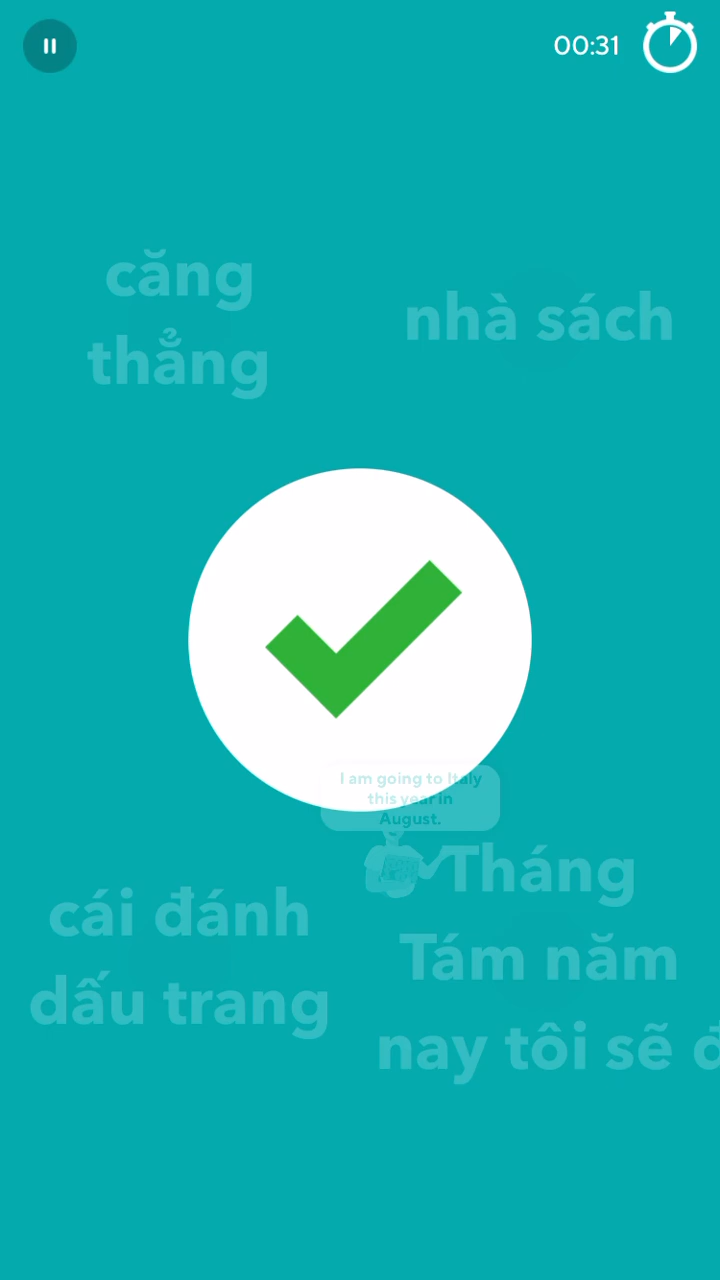 00:31
căng
thẳng
nhà sách
I am going to Italy
this year in
August.
cái đánh
dấu trang
Tháng
Tám năm
nay tôi sẽ